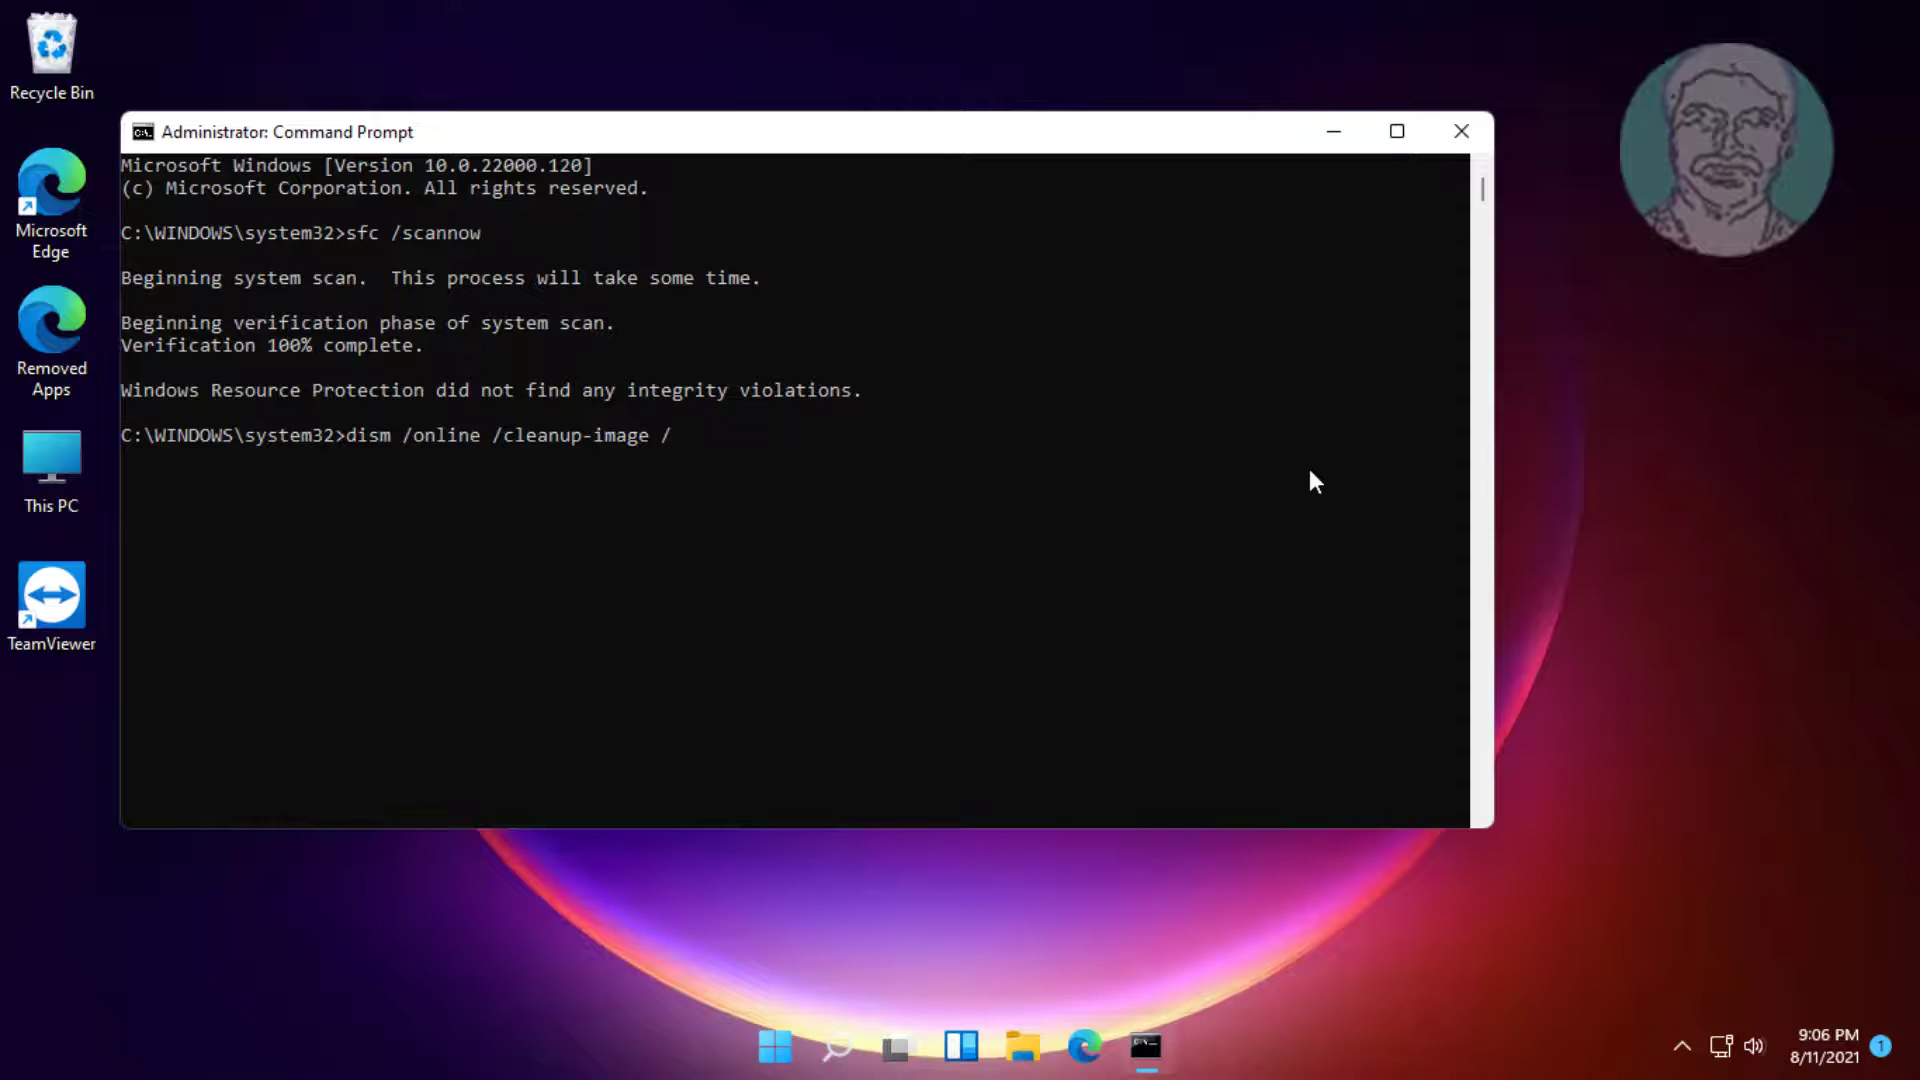 Recycle Bin
Microsoft
Edge
Removed
Apps
This PC
TeamViewer
Administrator: Command Prompt
Microsoft Windows [Version 10.0.22000.120]
(c) Microsoft Corporation. All rights reserved.
C:\WINDOWS\system32>sfc /scannow
Beginning system scan.  This process will take some time.
Beginning verification phase of system scan.
Verification 100% complete.
Windows Resource Protection did not find any integrity violations.
C:\WINDOWS\system32>dism /online /cleanup-image /
9:06 PM
8/11/2021
1